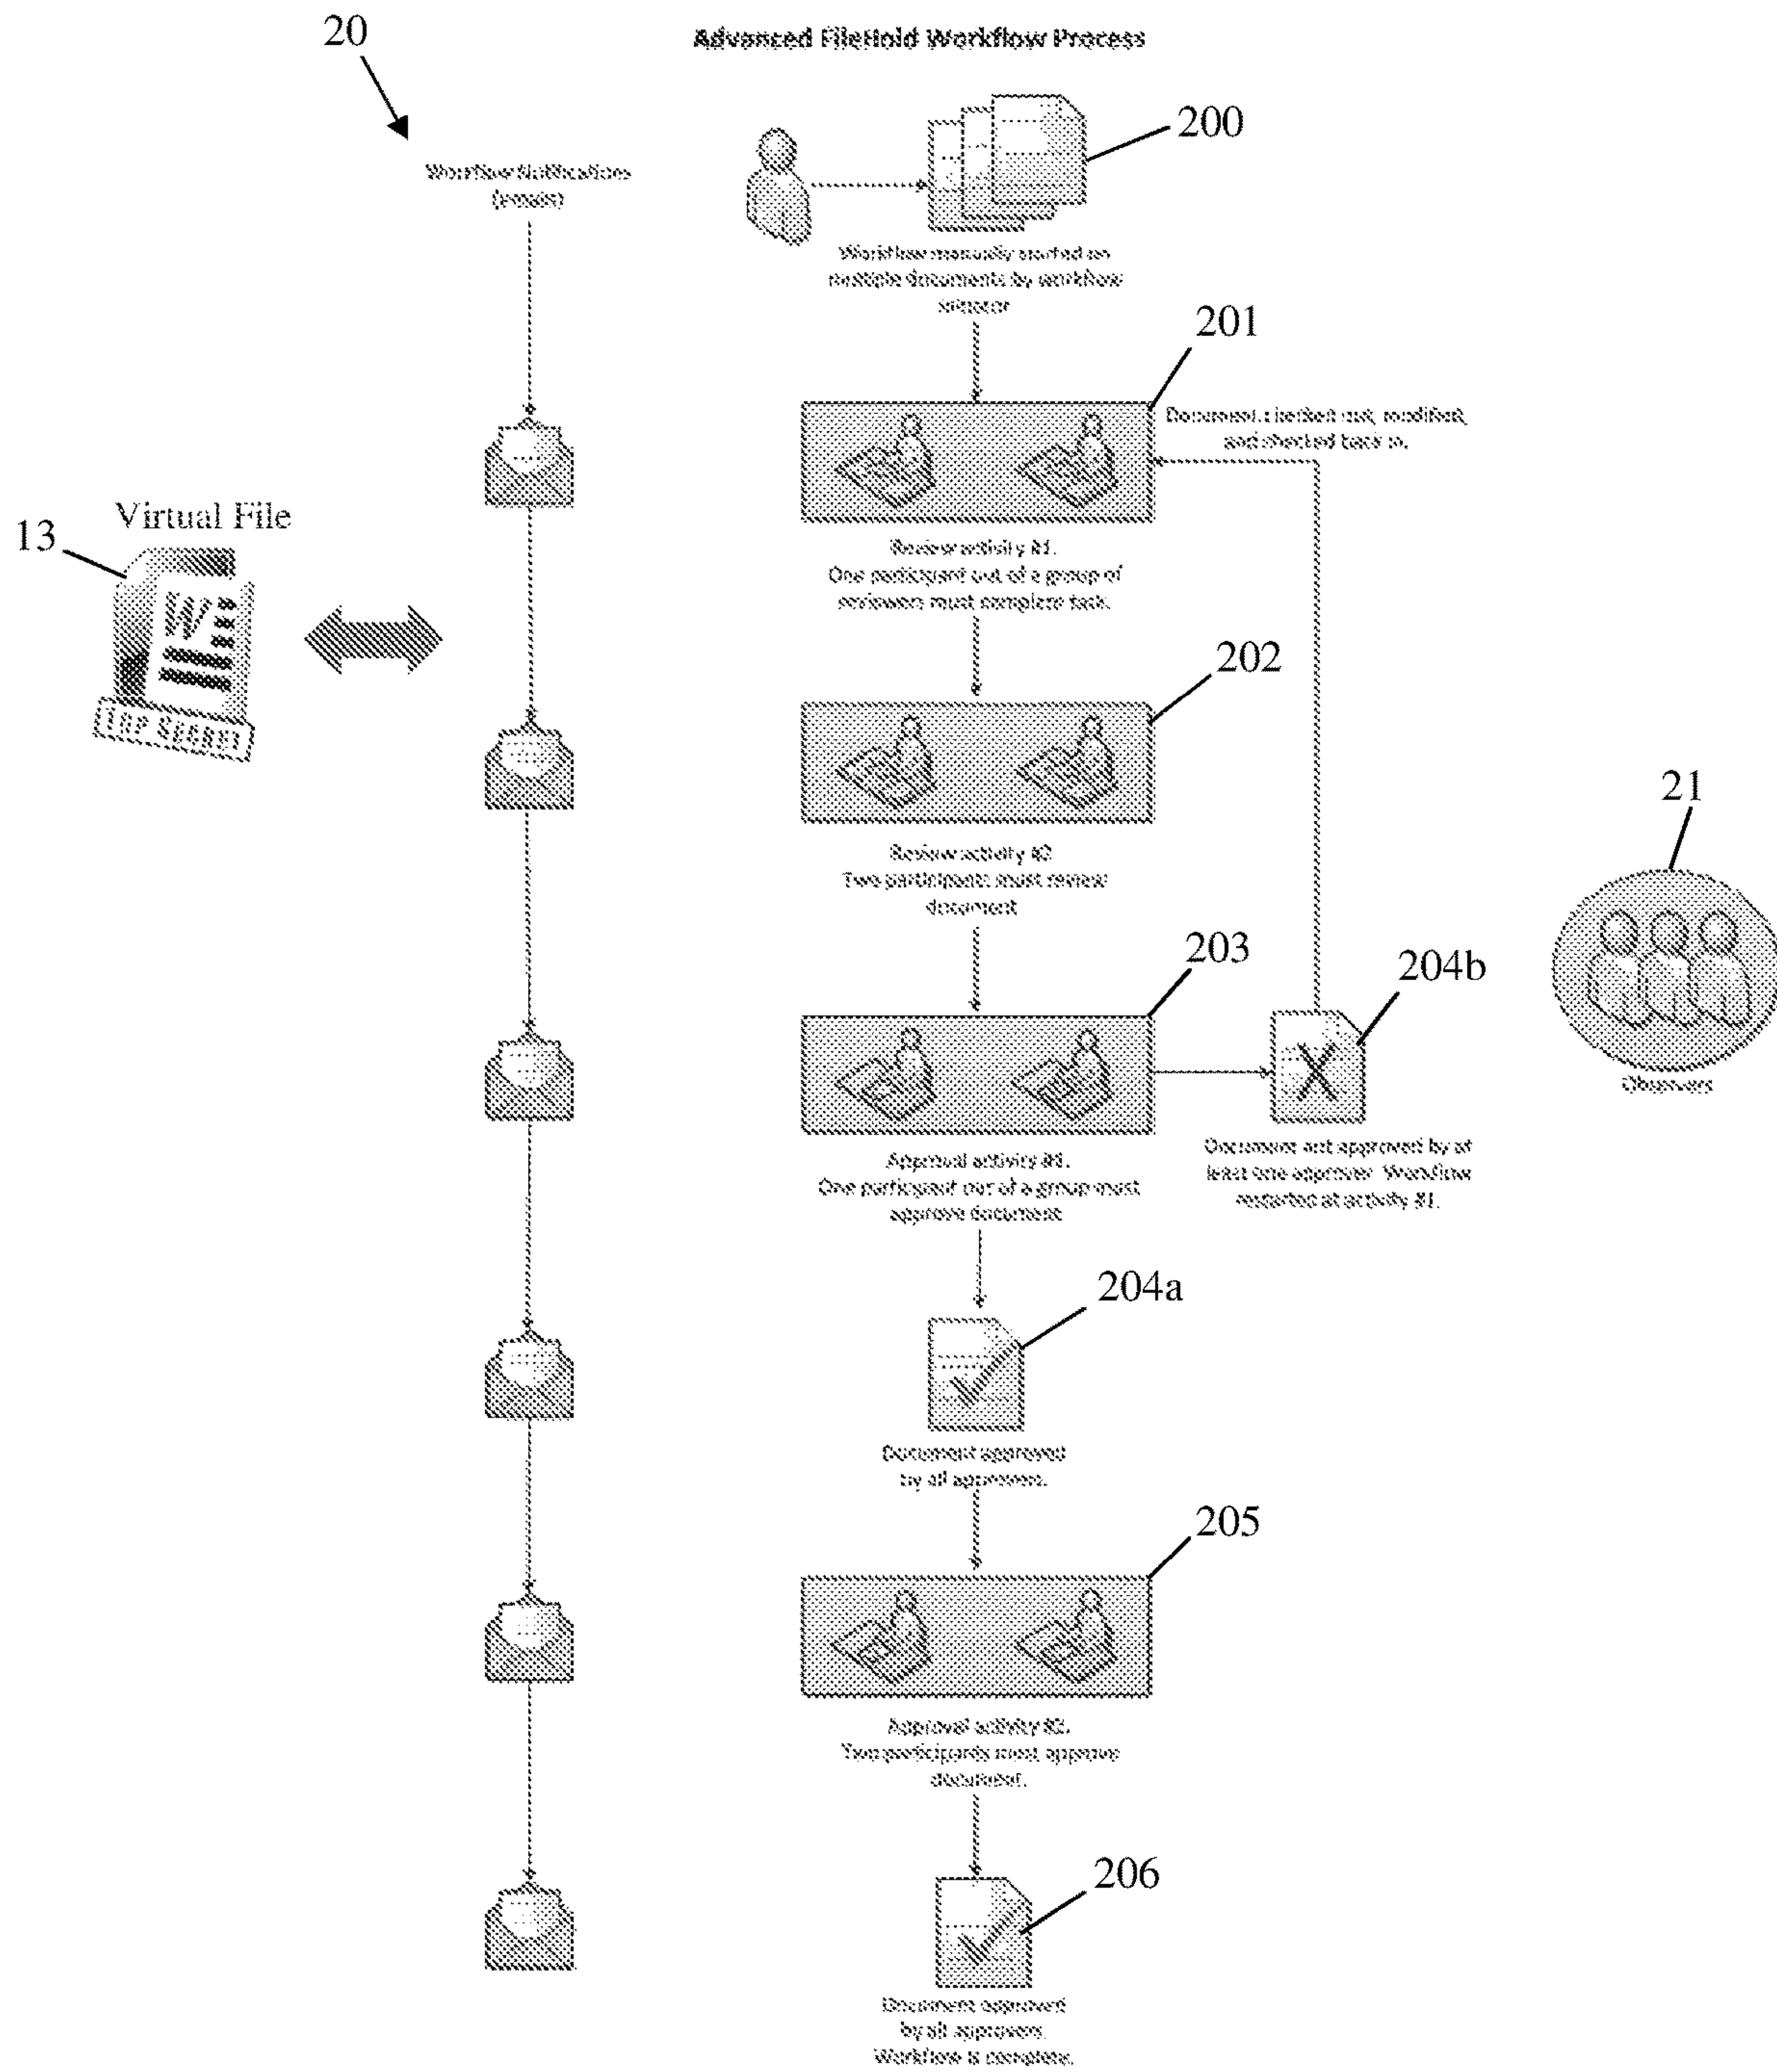 20
Advanced FileHold Workflow Process
200
Workflow Notifications
(emails)
Workflow manually started on
multiple documents by workflow
initiator
201
Document checked out, modified,
and checked back in.
Virtual File
13
W
TOP SECRET
Review activity #1.
One participant out of a group of
reviewers must complete task.
202
21
Review activity #2
Two participants must review
document
203
204b
Observers
Approval activity #1.
One participant out of a group must
approve document
Document not approved by at
least one approver. Workflow
restarted at activity #1.
204a
Document approved
by all approvers.
205
Approval activity #2.
Two participants must approve
document.
206
Document approved
by all approvers.
Workflow is complete.